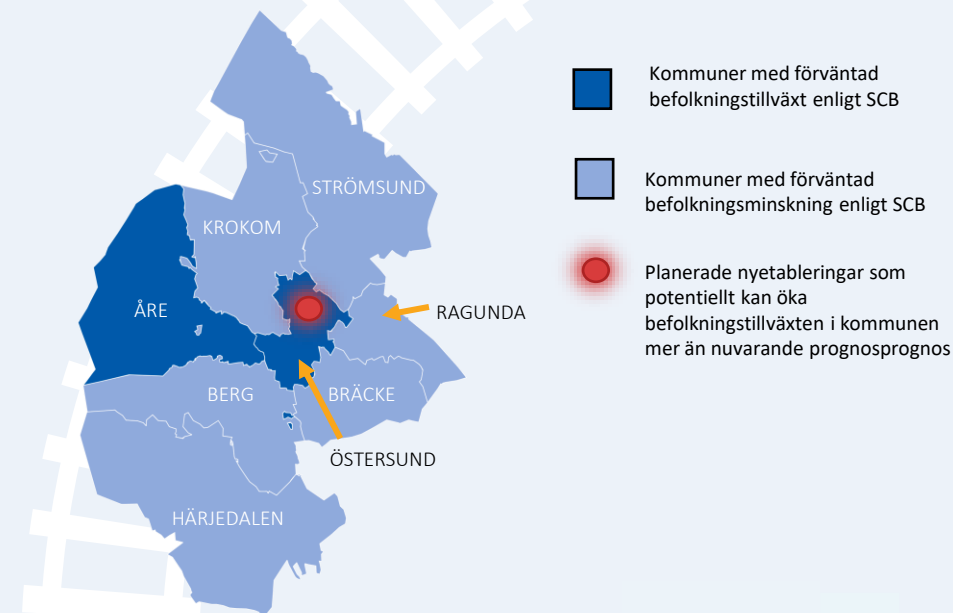 Kommuner med förväntad
befolkningstillväxt enligt SCB
Kommuner med förväntad
befolkningsminskning enligt SCB
Planerade nyetableringar som
potentiellt kan öka
befolkningstillväxten i kommunen
mer än nuvarande prognosprognos
STRÖMSUND
KROKOM
ÅRE
RAGUNDA
BERG
BRÄCKE
ÖSTERSUND
HÄRJEDALEN